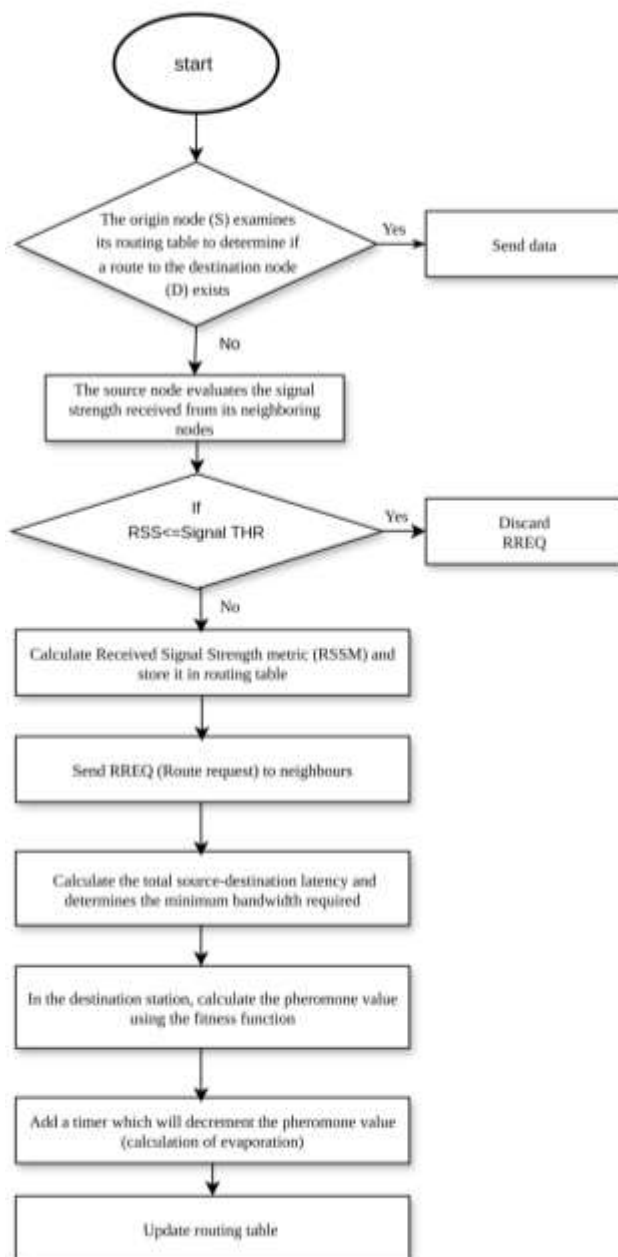 start
The origin node (S) examines
its routing table to determine if
a route to the destination node
(D) exists
Yes
Send data
No
The source node evaluates the signal
strength received from its neighboring
nodes
If
RSS<=Signal THR
Yes
Discard
RREQ
No
Calculate Received Signal Strength metric (RSSM) and
store it in routing table
Send RREQ (Route request) to neighbours
Calculate the total source-destination latency and
determines the minimum bandwidth required
In the destination station, calculate the pheromone value
using the fitness function
Add a timer which will decrement the pheromone value
(calculation of evaporation)
Update routing table